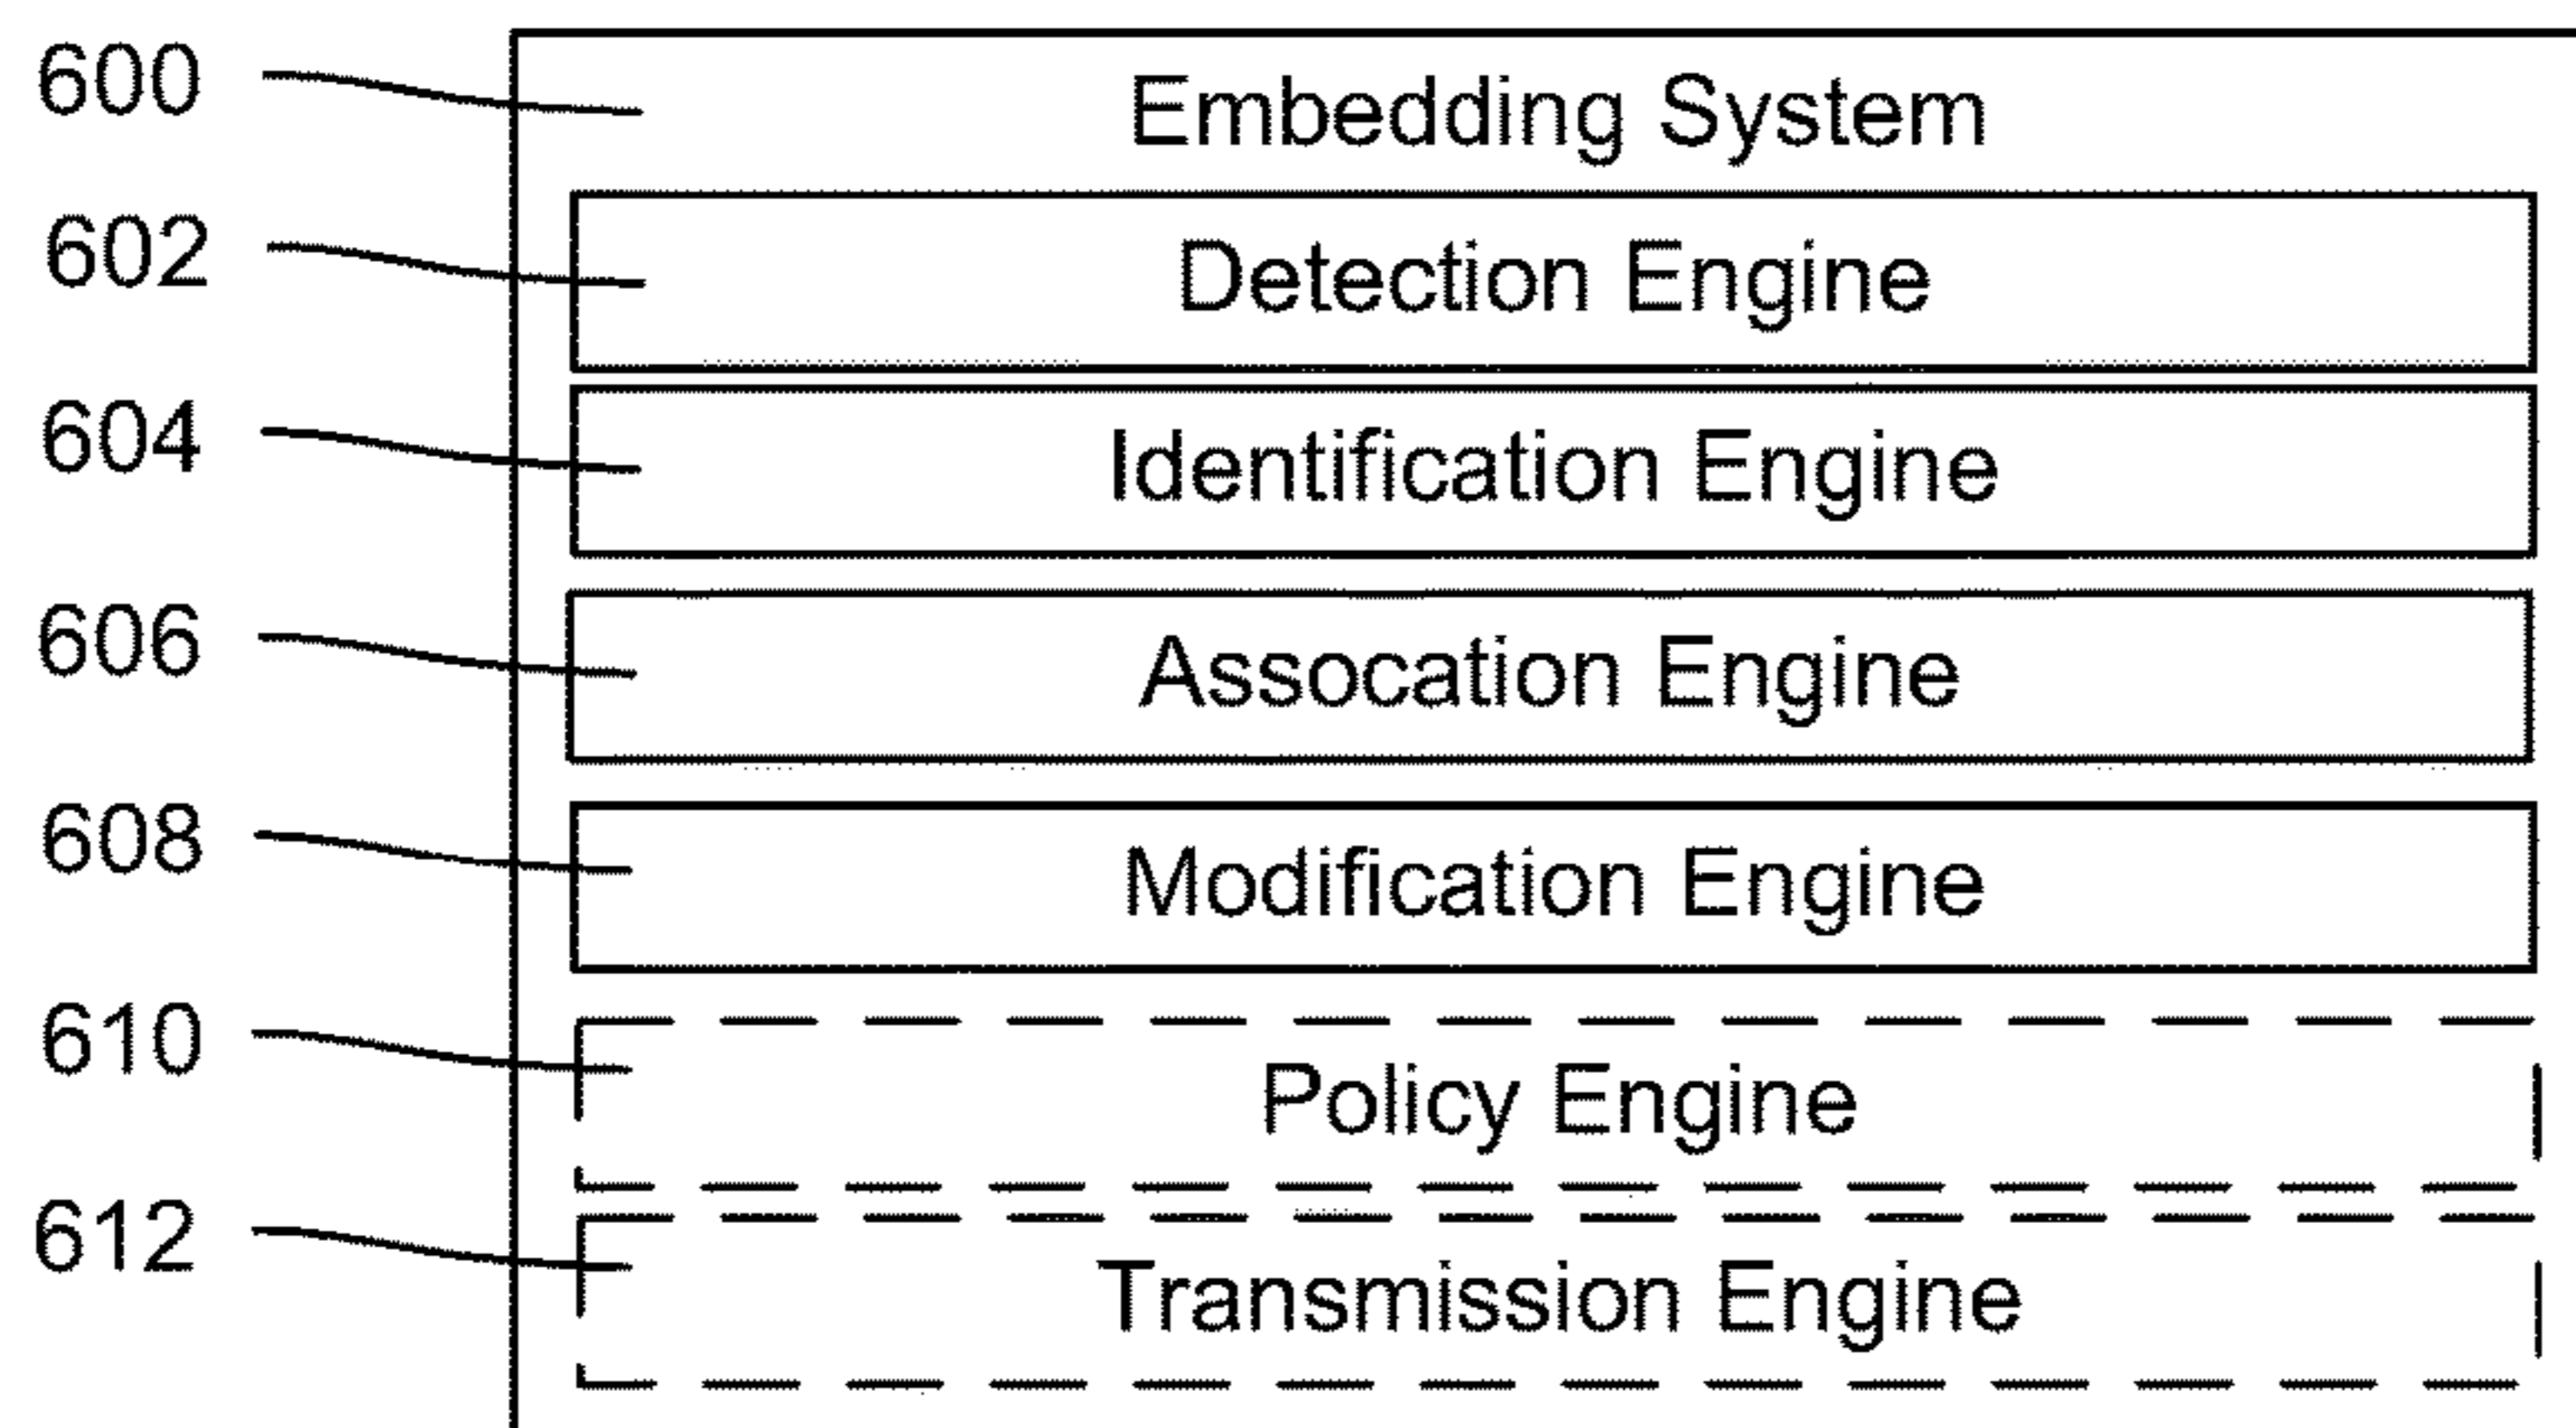 600 Embedding System
602 Detection Engine
604 Identification Engine
606 Assocation Engine
608 Modification Engine
610 Policy Engine
612 Transmission Engine